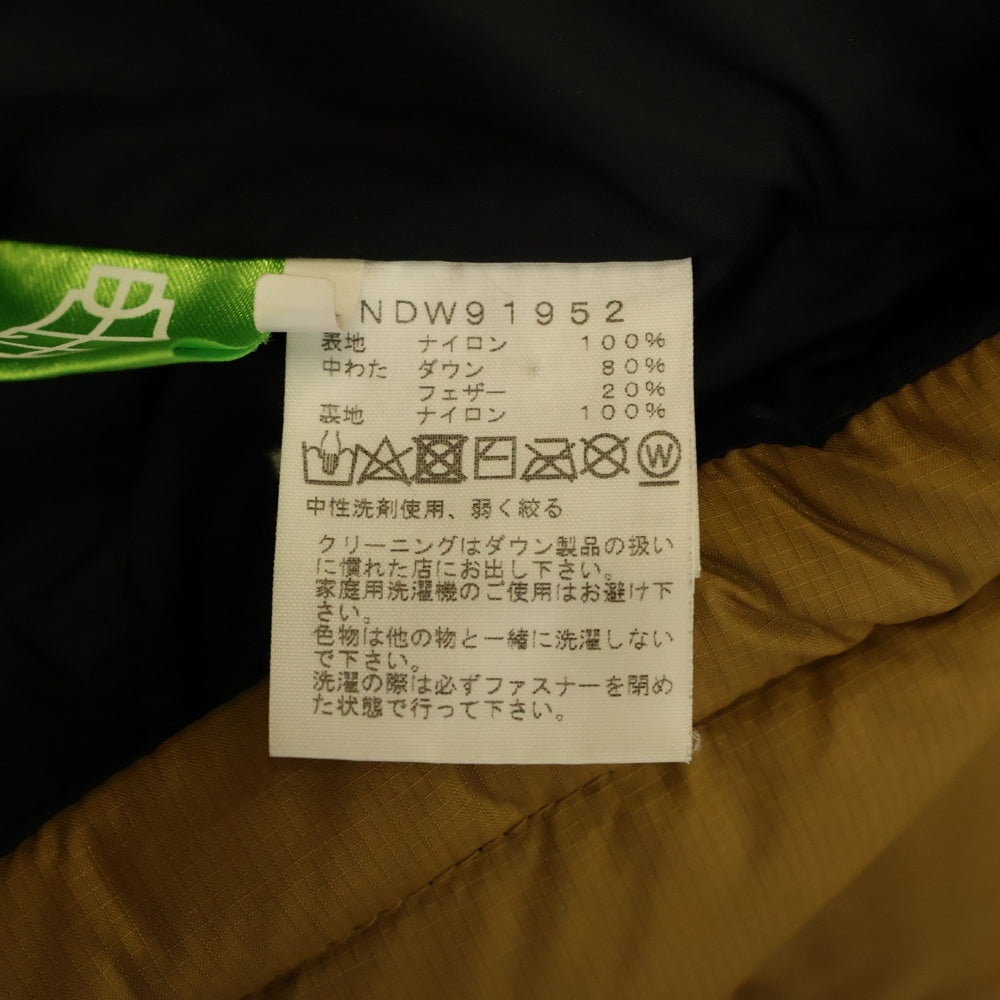 NDW91952
表地 ナイロン 100%
中わた ダウン 80%
フェザー 20%
裏地 ナイロン 100%
W
中性洗剤使用、弱く絞る
クリーニングはダウン製品の扱い
に慣れた店にお出し下さい。
家庭用洗濯機のご使用はお避け下
さい。
色物は他の物と一緒に洗濯しない
で下さい。
洗濯の際は必ずファスナーを閉め
た状態で行って下さい。